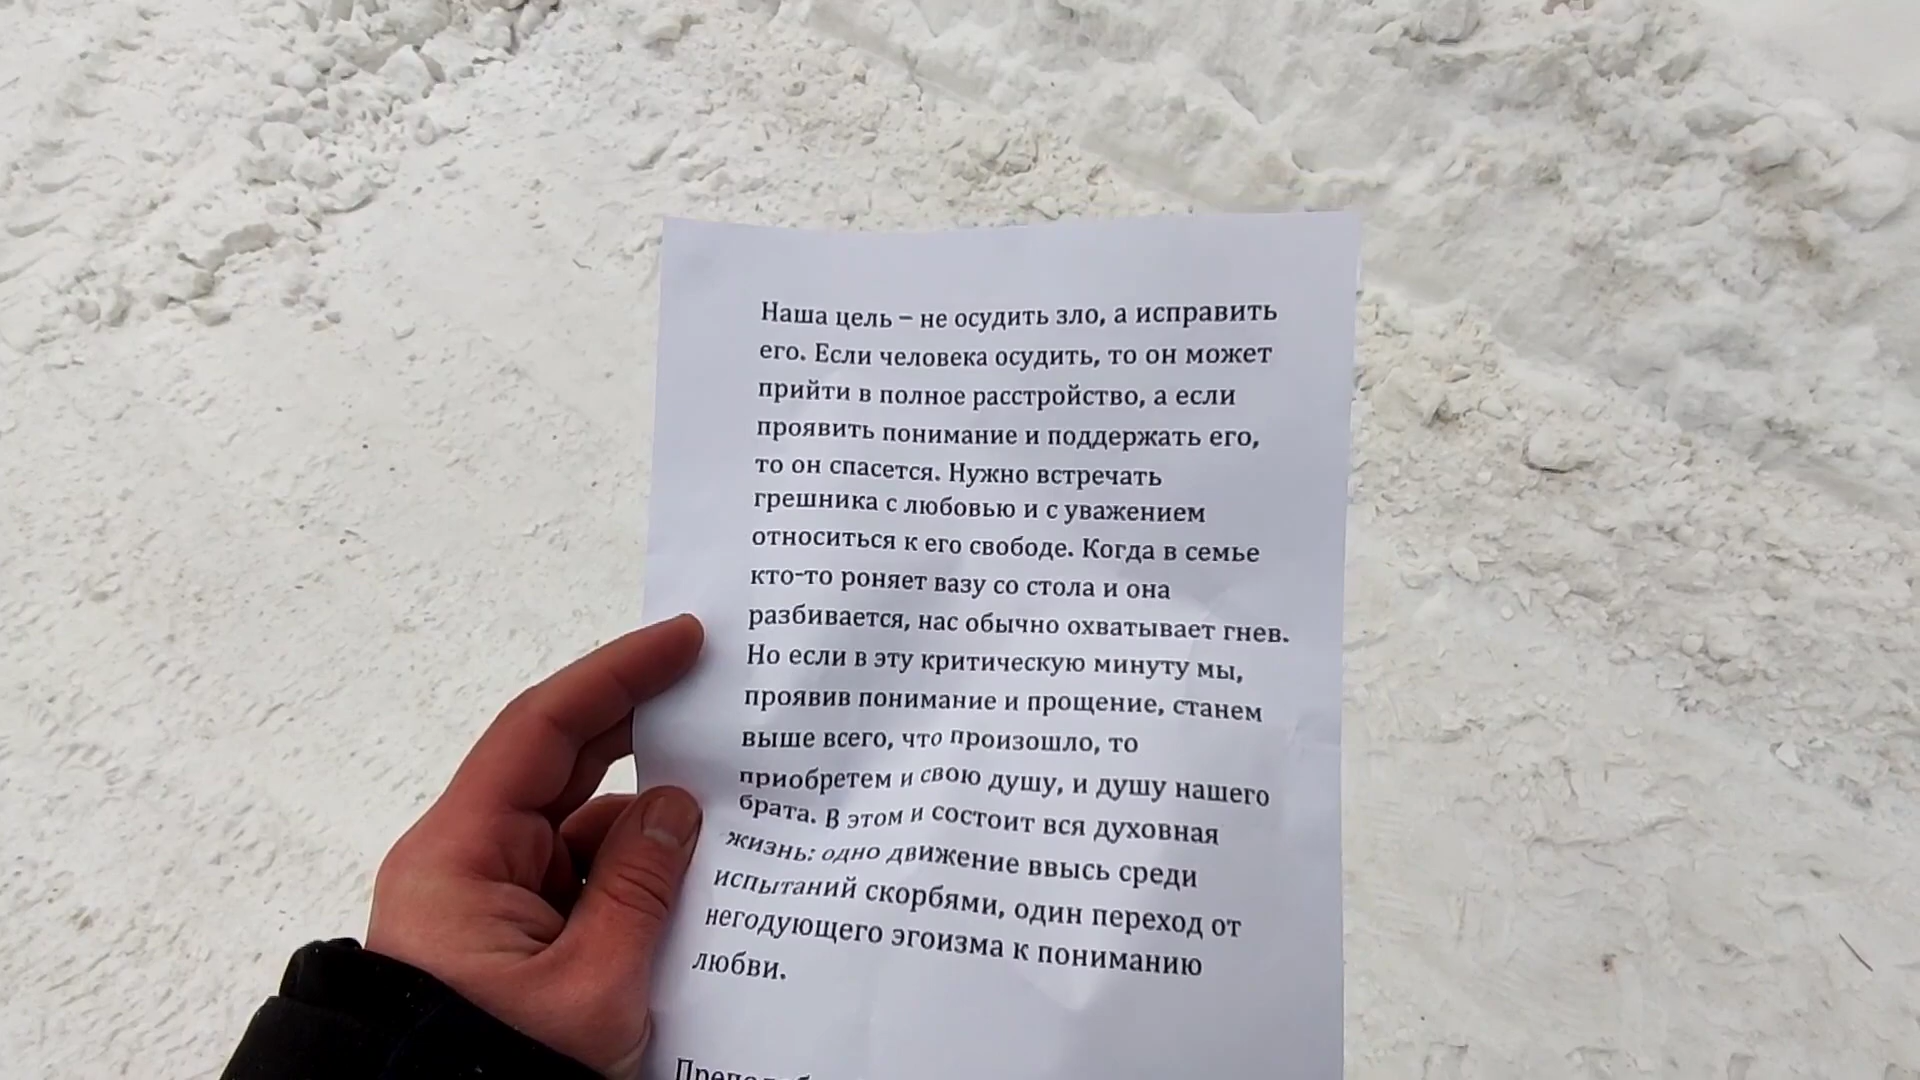 Наша цель – не осудить зло, а исправить
его. Если человека осудить, то он может
прийти в полное расстройство, а если
проявить понимание и поддержать его,
то он спасется. Нужно встречать
грешника с любовью и с уважением
относиться к его свободе. Когда в семье
кто-то роняет вазу со стола и она
разбивается, нас обычно охватывает гнев.
Но если в эту критическую минуту мы,
проявив понимание и прощение, станем
выше всего, что произошло, то
приобретем и свою душу, и душу нашего
брата. В этом и состоит вся духовная
жизнь: одно движение ввысь среди
испытаний скорбями, один переход от
негодующего эгоизма к пониманию
любви.